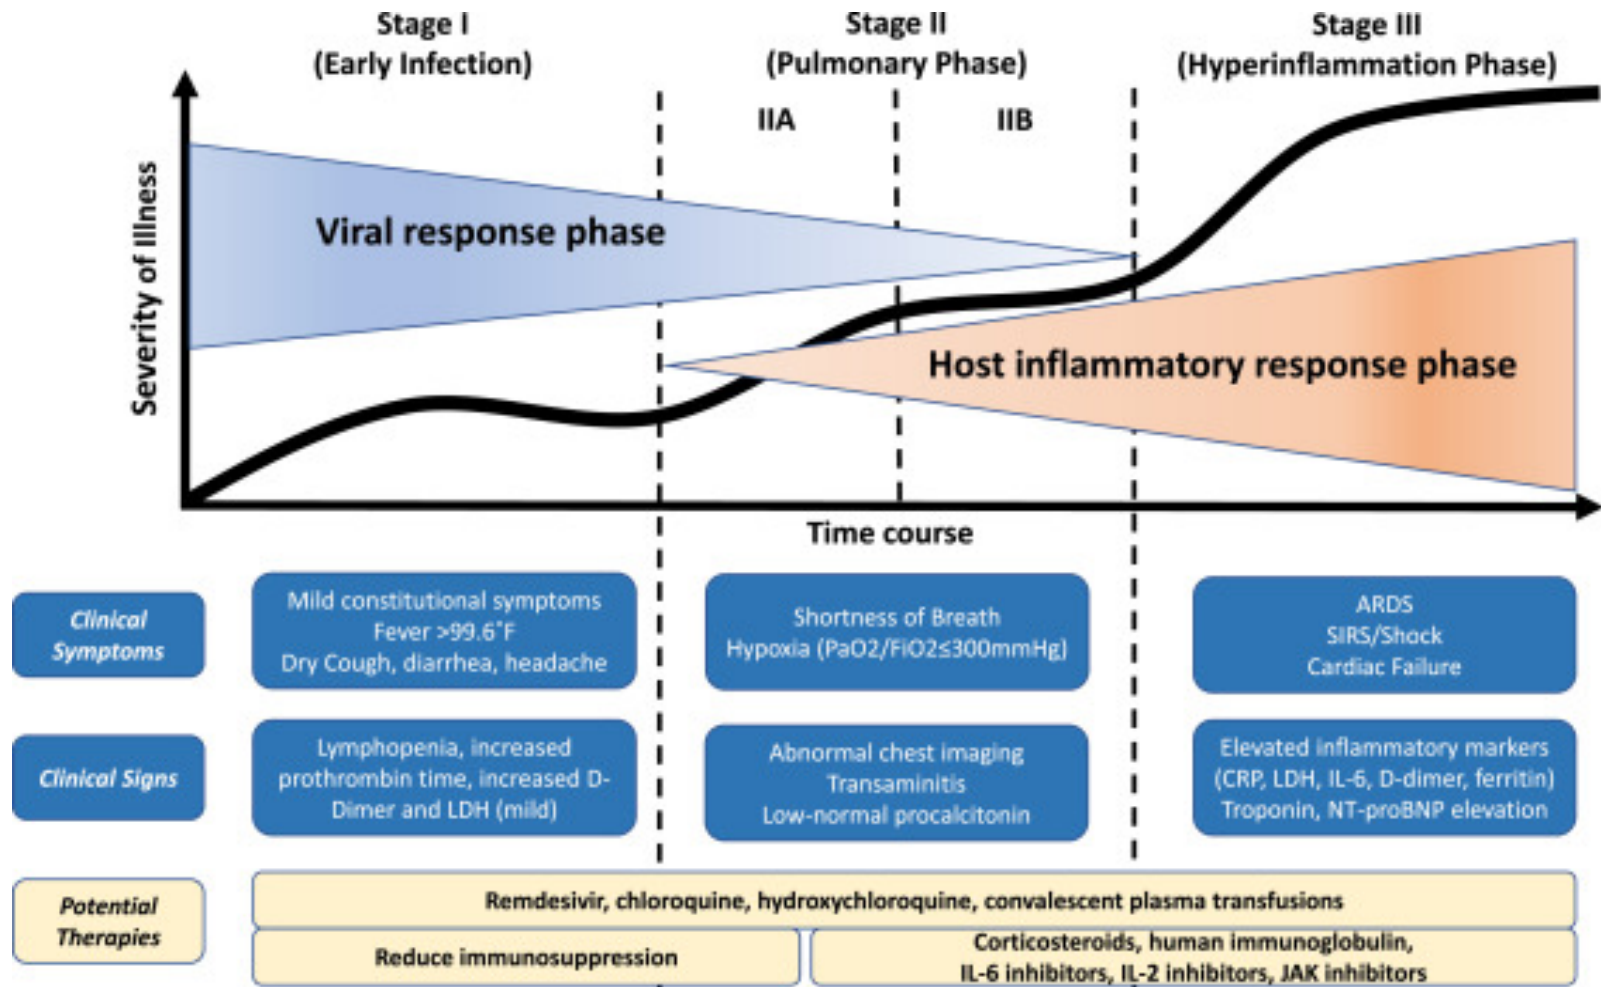 Stage I
(Early Infection)
Stage II
(Pulmonary Phase)
Stage III
(Hyperinflammation Phase)
IIA
IIB
Severity of Illness
Viral response phase
Host inflammatory response phase
Time course
Clinical
Symptoms
Mild constitutional symptoms
Fever >99.6°F
Dry Cough, diarrhea, headache
Shortness of Breath
Hypoxia (PaO2/FiO2≤300mmHg)
ARDS
SIRS/Shock
Cardiac Failure
Clinical Signs
Lymphopenia, increased
prothrombin time, increased D-
Dimer and LDH (mild)
Abnormal chest imaging
Transaminitis
Low-normal procalcitonin
Elevated inflammatory markers
(CRP, LDH, IL-6, D-dimer, ferritin)
Troponin, NT-proBNP elevation
Potential
Therapies
Remdesivir, chloroquine, hydroxychloroquine, convalescent plasma transfusions
Reduce immunosuppression
Corticosteroids, human immunoglobulin,
IL-6 inhibitors, IL-2 inhibitors, JAK inhibitors